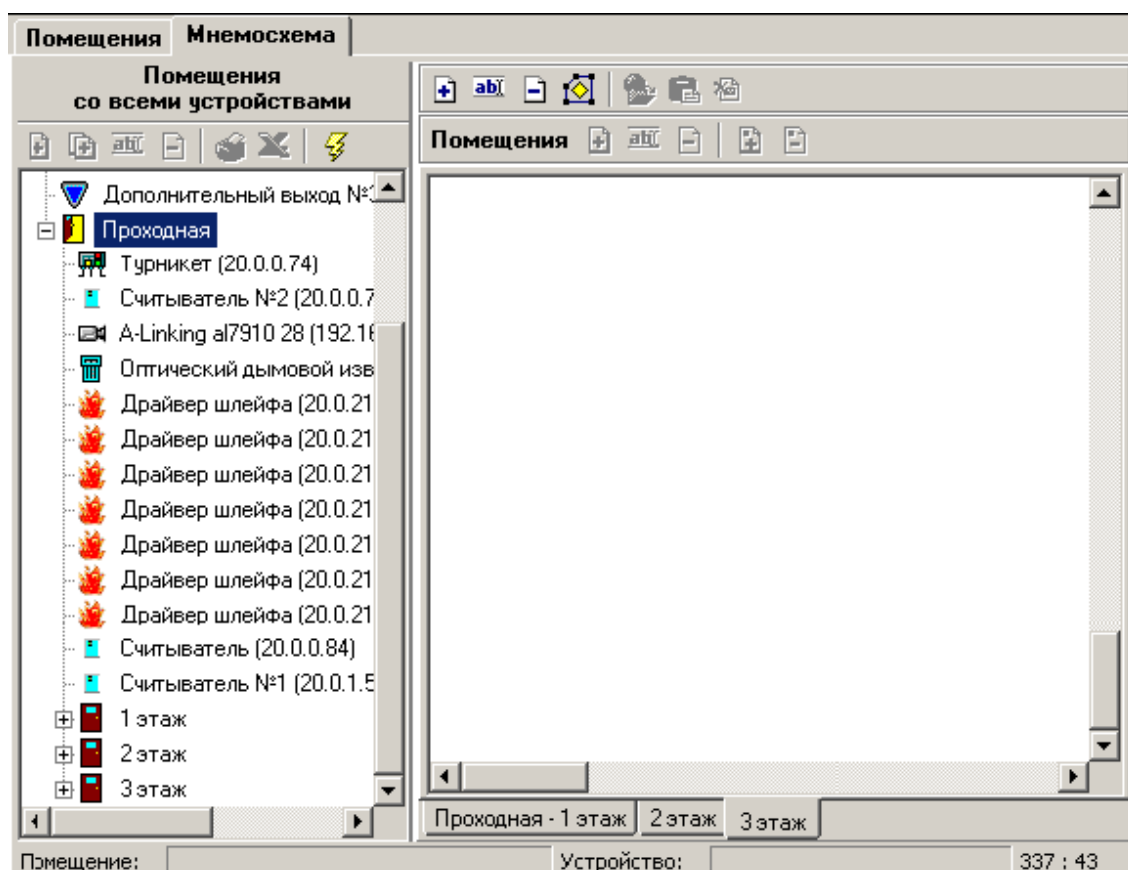 Помещения Мнемосхема
Помещения
со всеми устройствами
Помещения
Дополнительный выход №
Проходная
Турникет (20.0.0.74)
Считыватель №2 (20.0.0.7
A-Linking al7910 28 (192.16
Оптический дымовой изв
Драйвер шлейфа (20.0.21
Драйвер шлейфа (20.0.21
Драйвер шлейфа (20.0.21
Драйвер шлейфа (20.0.21
Драйвер шлейфа (20.0.21
Драйвер шлейфа (20.0.21
Драйвер шлейфа (20.0.21
Считыватель (20.0.0.84)
Считыватель №1 (20.0.1.5
1 этаж
2 этаж
3 этаж
Проходная - 1 этаж 2 этаж 3 этаж
Помещение: Устройство: 337 : 43